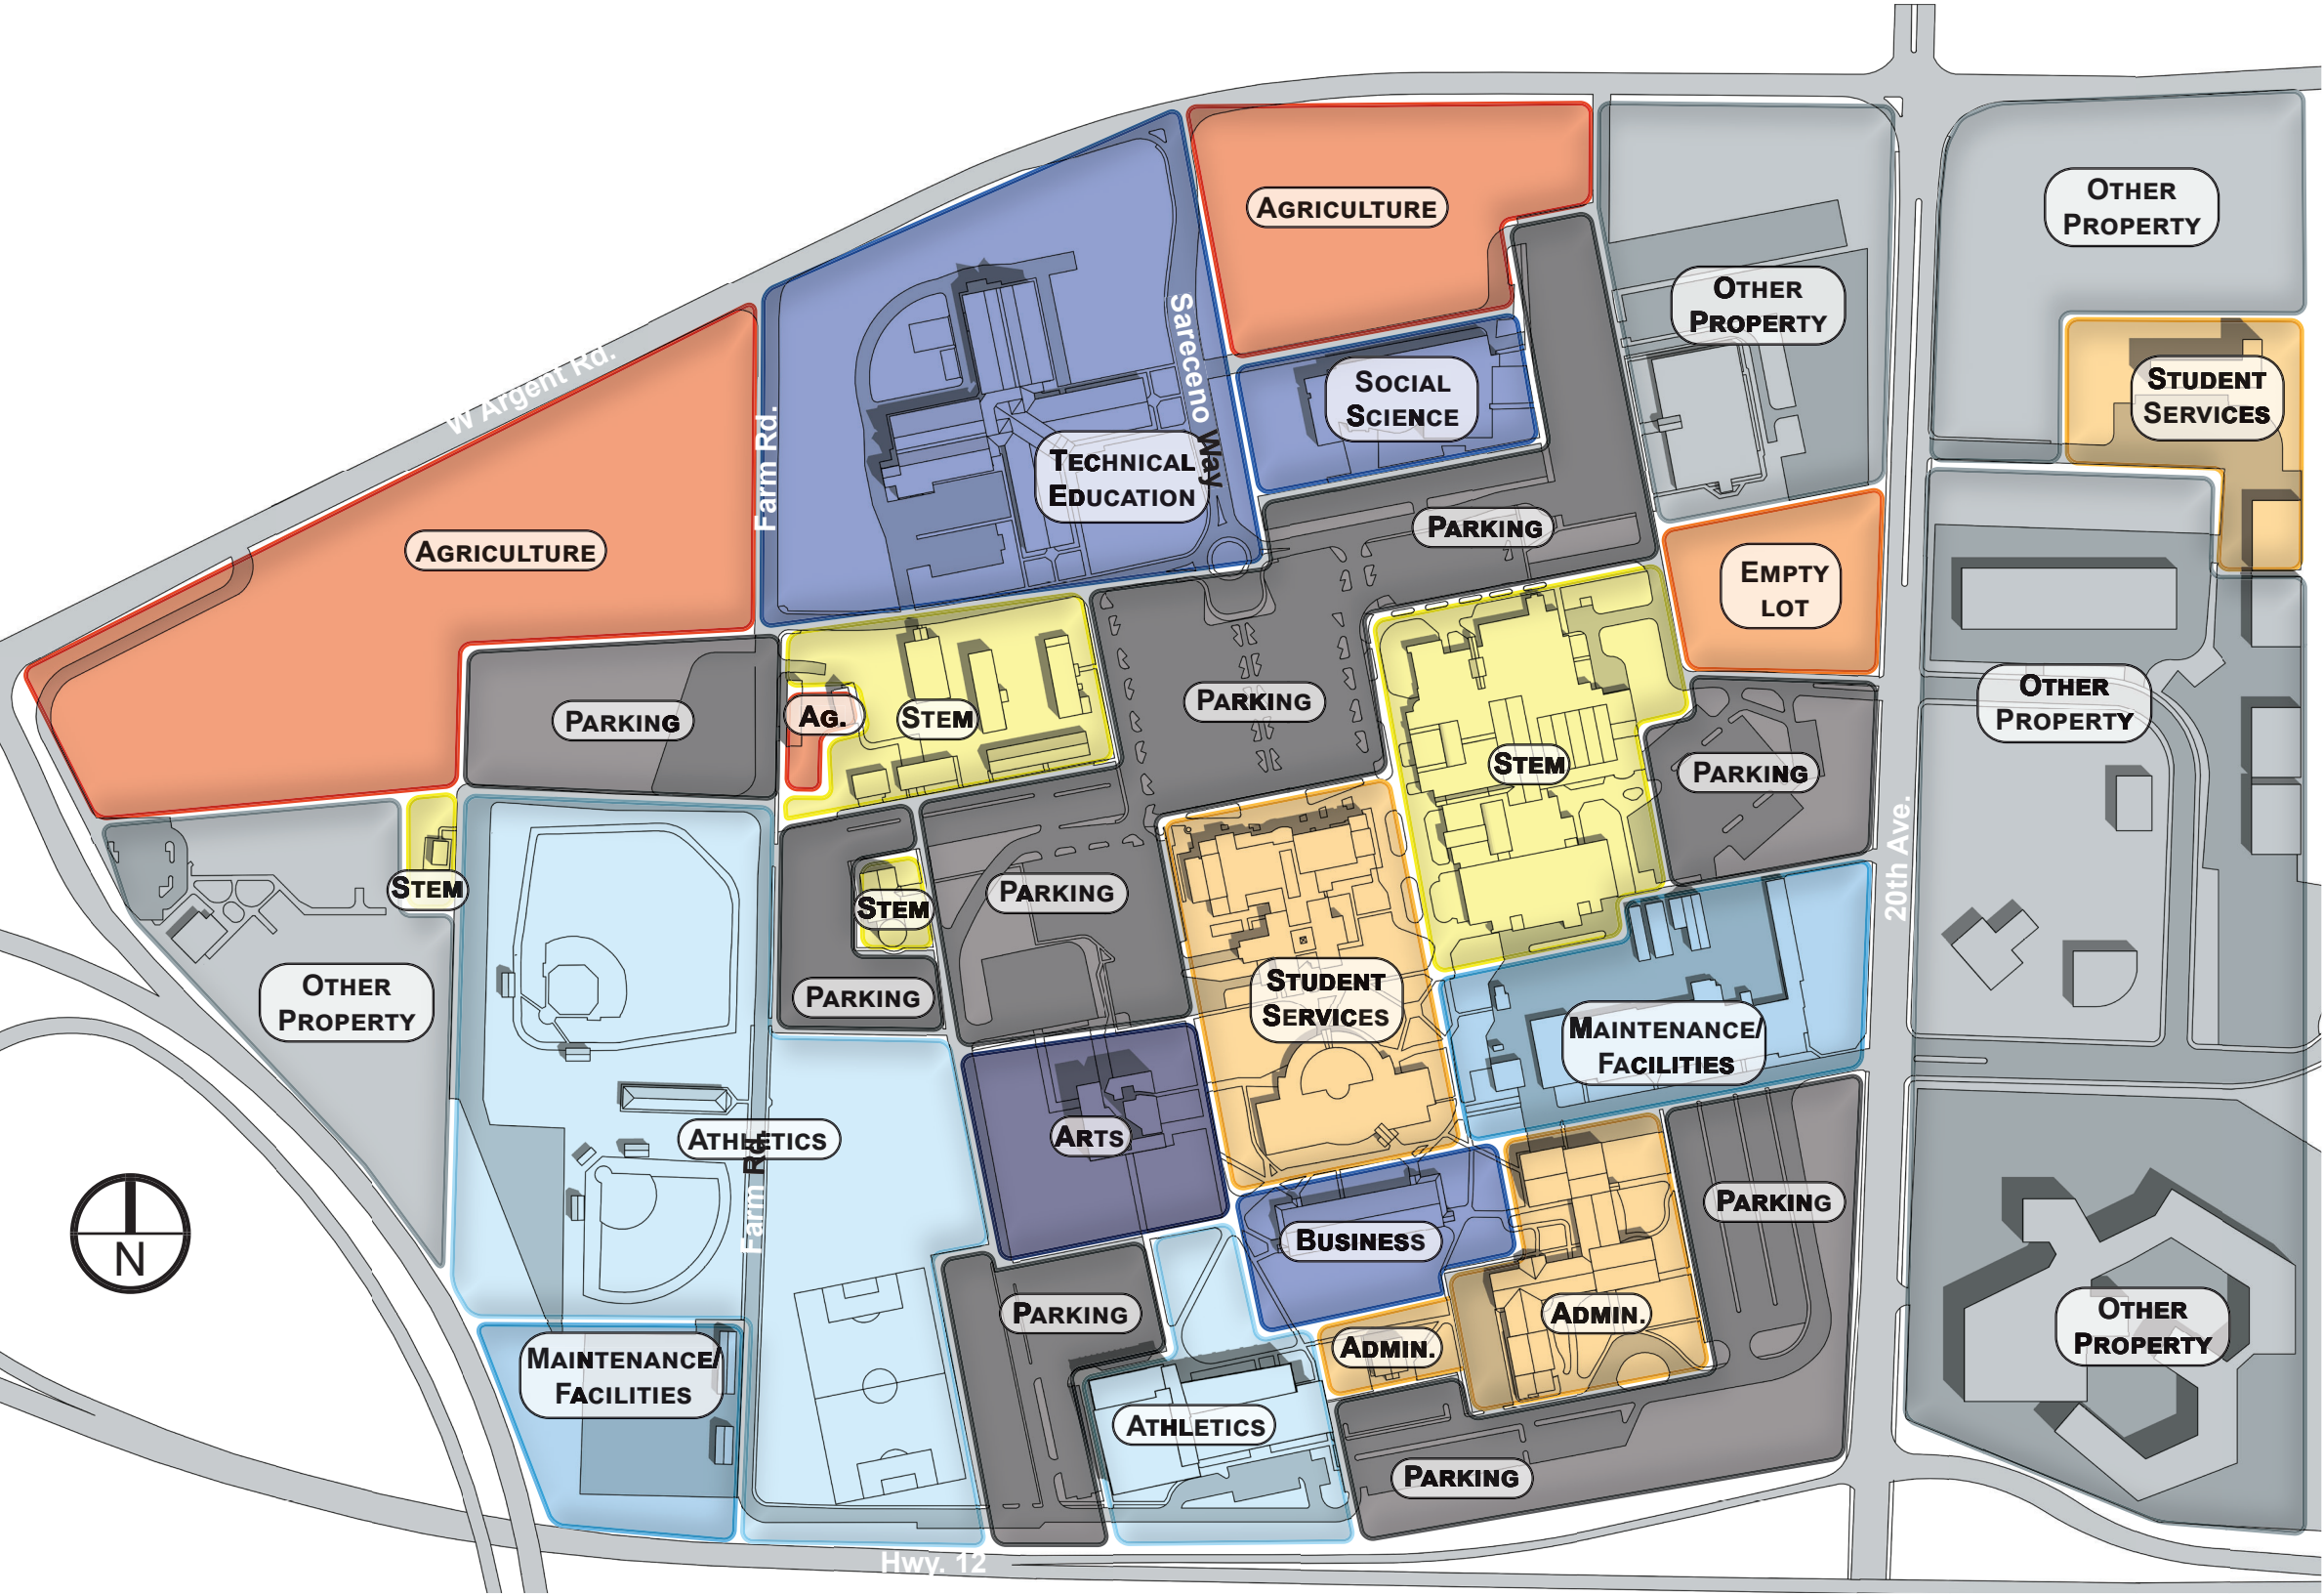 OTHER
PROPERTY
AGRICULTURE
OTHER
PROPERTY
W Argent Rd.
Farm Rd.
Sareceno Way
SOCIAL
SCIENCE
STUDENT
SERVICES
TECHNICAL
EDUCATION
PARKING
AGRICULTURE
EMPTY
LOT
PARKING
AG.
STEM
PARKING
OTHER
PROPERTY
STEM
PARKING
STEM
STEM
PARKING
20th Ave.
PARKING
OTHER
PROPERTY
STUDENT
SERVICES
MAINTENANCE/
FACILITIES
ATHLETICS
Farm Rd.
ARTS
PARKING
N
BUSINESS
PARKING
ADMIN.
OTHER
PROPERTY
MAINTENANCE/
FACILITIES
ADMIN.
ATHLETICS
PARKING
Hwy. 12